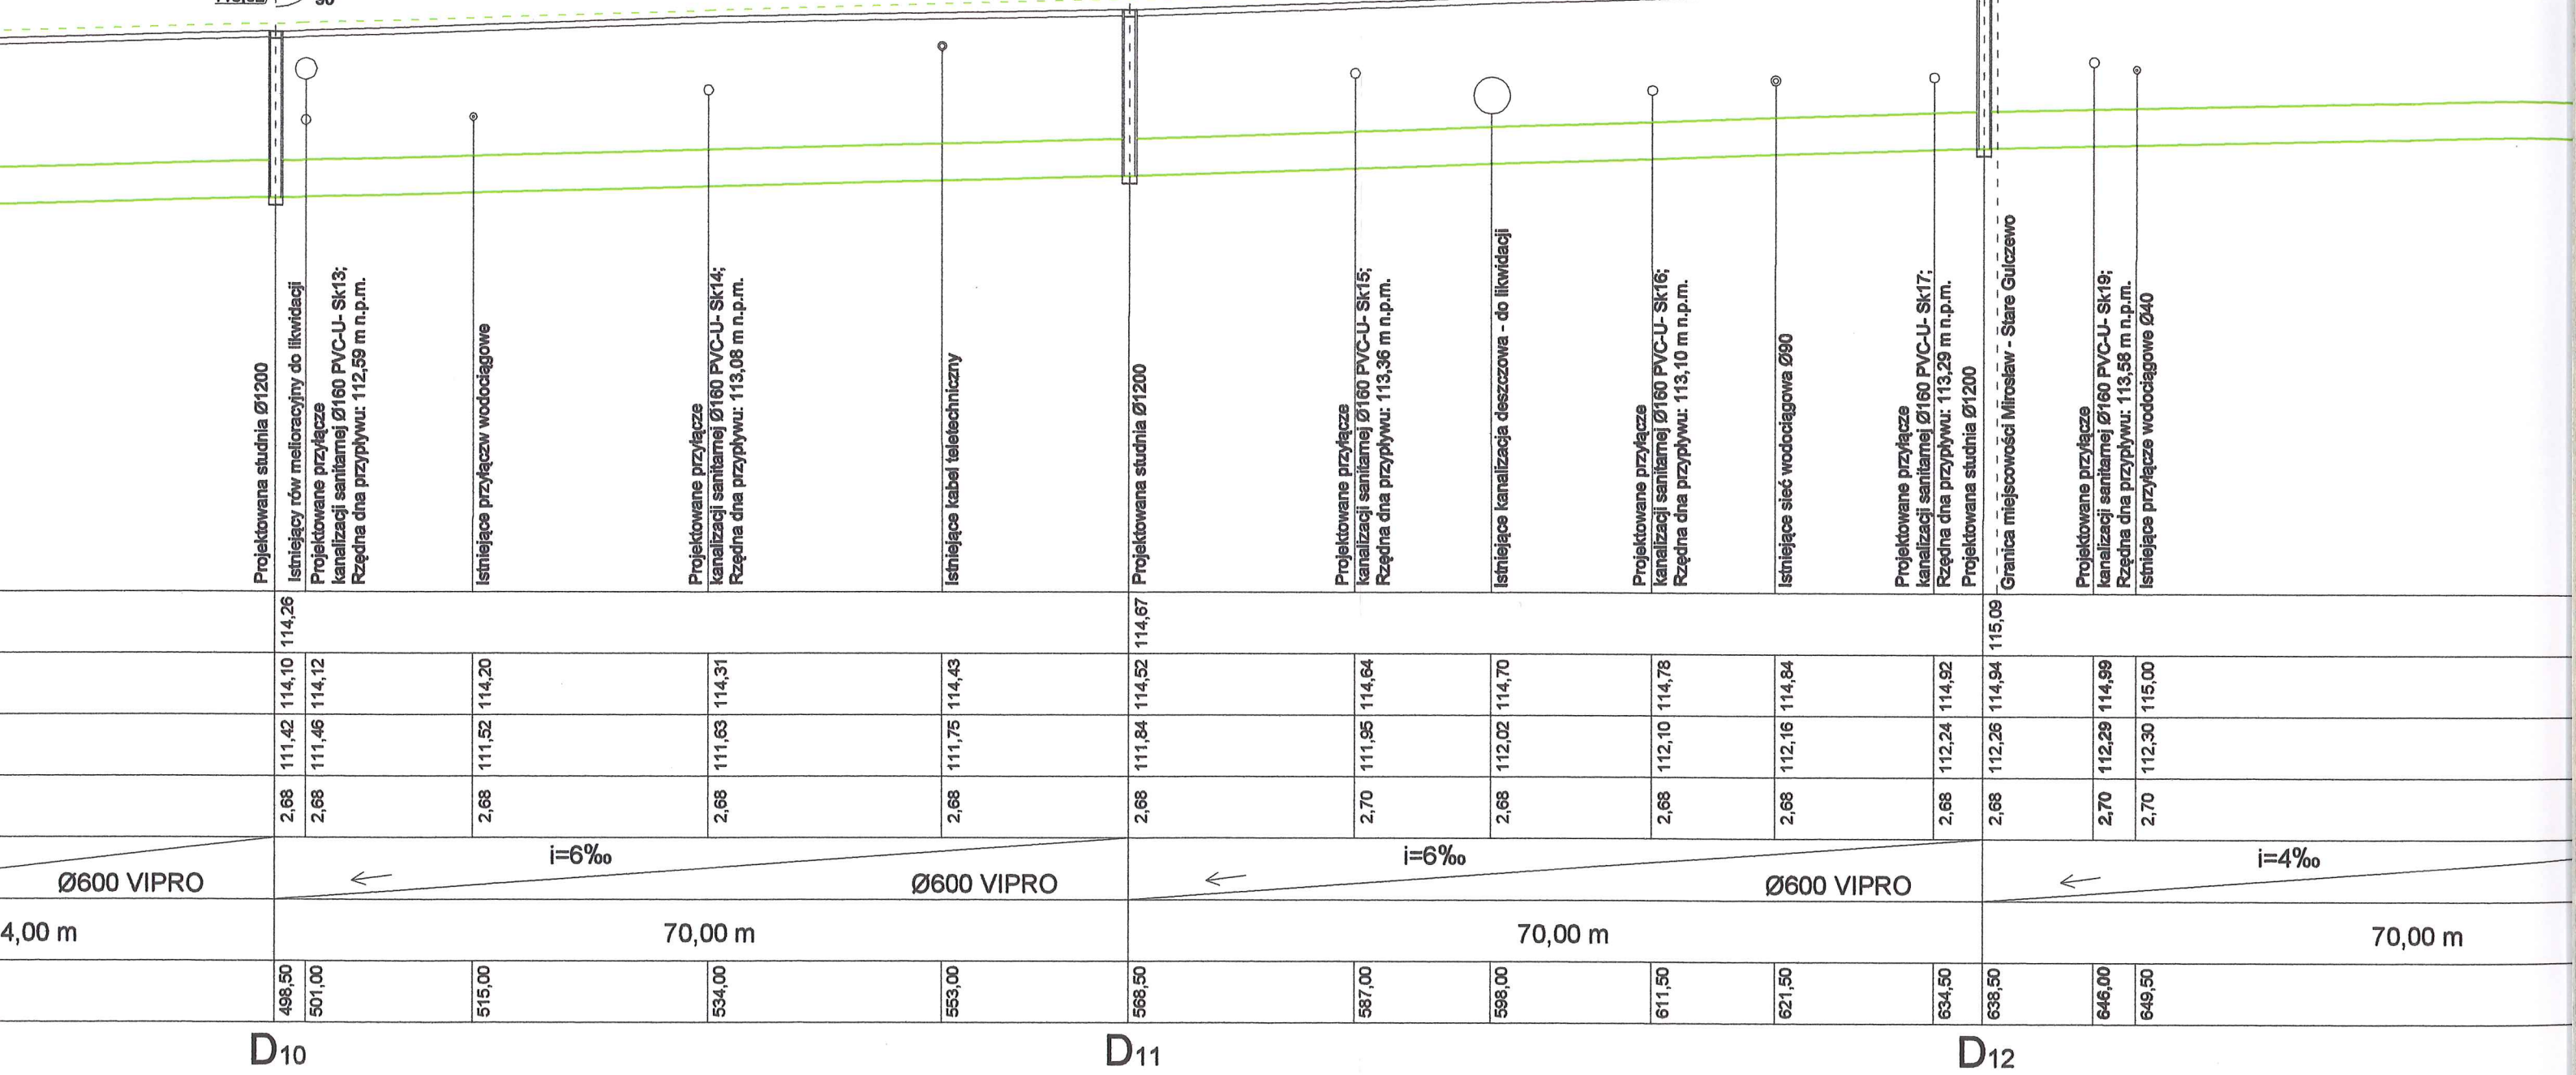 90
Projektowana studnia Ø1200
Istniejący rów melioracyjny do likwidacji
Projektowane przyłącze
kanalizacji sanitarnej Ø160 PVC-U- Sk13;
Rzędna dna przypływu: 112,59 m n.p.m.
Istniejące przyłączw wodociągowe
Projektowane przyłącze
kanalizacji sanitarnej Ø160 PVC-U- Sk14;
Rzędna dna przypływu: 113,08 m n.p.m.
Istniejące kabel teletechniczny
Projektowana studnia Ø1200
Projektowane przyłącze
kanalizacji sanitarnej Ø160 PVC-U- Sk15;
Rzędna dna przypływu: 113,36 m n.p.m.
Istniejące kanalizacja deszczowa - do likwidacji
Projektowane przyłącze
kanalizacji sanitarnej Ø160 PVC-U- Sk16;
Rzędna dna przypływu: 113,10 m n.p.m.
Istniejące sieć wodociągowa Ø90
Projektowane przyłącze
kanalizacji sanitarnej Ø160 PVC-U- Sk17;
Rzędna dna przypływu: 113,29 m n.p.m.
Projektowana studnia Ø1200
Granica miejscowości Mirosław - Stare Gulczewo
Projektowane przyłącze
kanalizacji sanitarnej Ø160 PVC-U- Sk19;
Rzędna dna przypływu: 113,58 m n.p.m.
Istniejące przyłącze wodociągowe Ø40
114,26 114,67 115,09
114,10 114,12 114,20 114,31 114,43 114,52 114,64 114,70 114,78 114,84 114,92 114,94 114,99 115,00
111,42 111,46 111,52 111,63 111,75 111,84 111,95 112,02 112,10 112,16 112,24 112,26 112,29 112,30
2,68 2,68 2,68 2,68 2,68 2,68 2,70 2,68 2,68 2,68 2,68 2,68 2,70 2,70
i=6‰ i=6‰ i=4‰
Ø600 VIPRO Ø600 VIPRO Ø600 VIPRO
4,00 m 70,00 m 70,00 m 70,00 m
498,50 501,00 515,00 534,00 553,00 568,50 587,00 598,00 611,50 621,50 634,50 638,50 646,00 649,50
D10 D11 D12